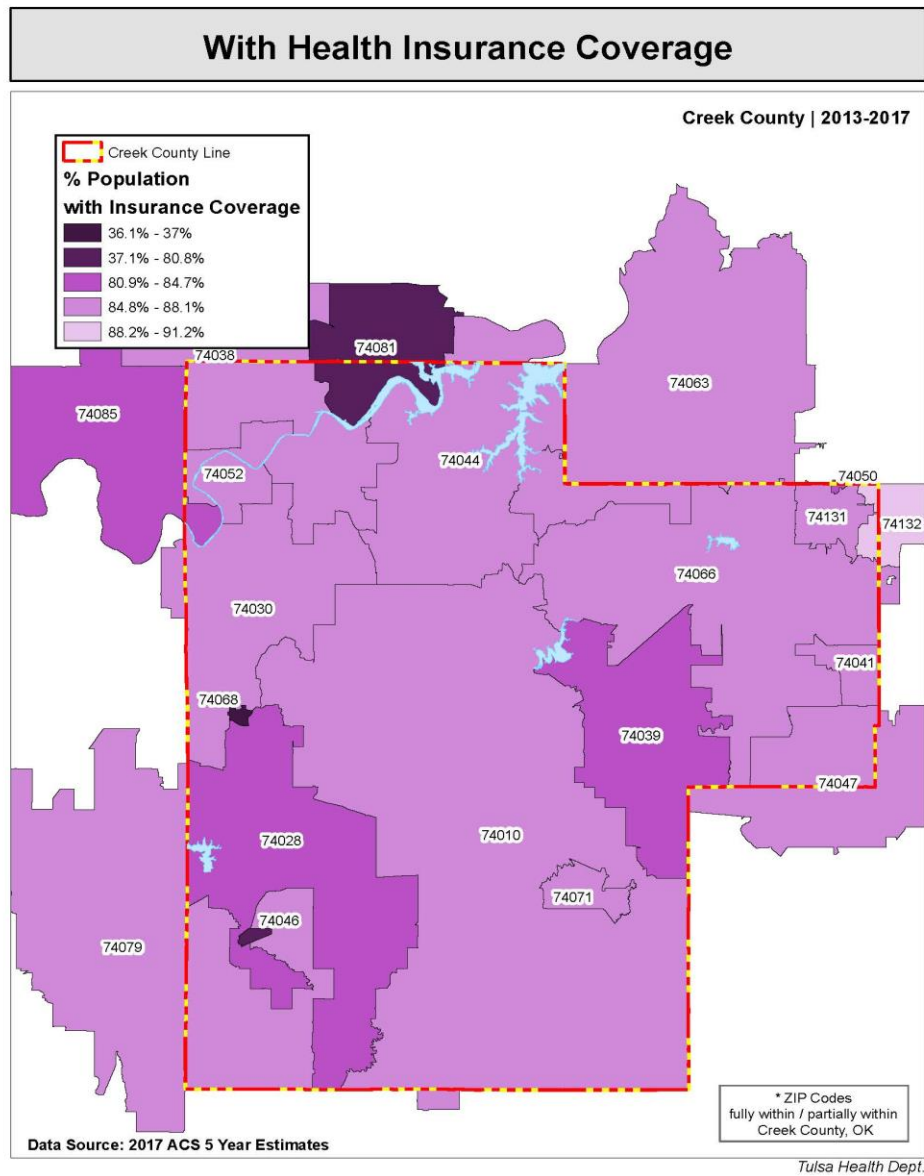 With Health Insurance Coverage
Creek County | 2013-2017
Creek County Line
% Population
with Insurance Coverage
36.1% - 37%
37.1% - 80.8%
80.9% - 84.7%
84.8% - 88.1%
88.2% - 91.2%
74038
74081
74063
74085
74044
74052
74050
74131
74132
74066
74030
74041
74068
74039
74047
74028
74010
74071
74046
74079
* ZIP Codes
fully within / partially within
Creek County, OK
Data Source: 2017 ACS 5 Year Estimates
Tulsa Health Dept